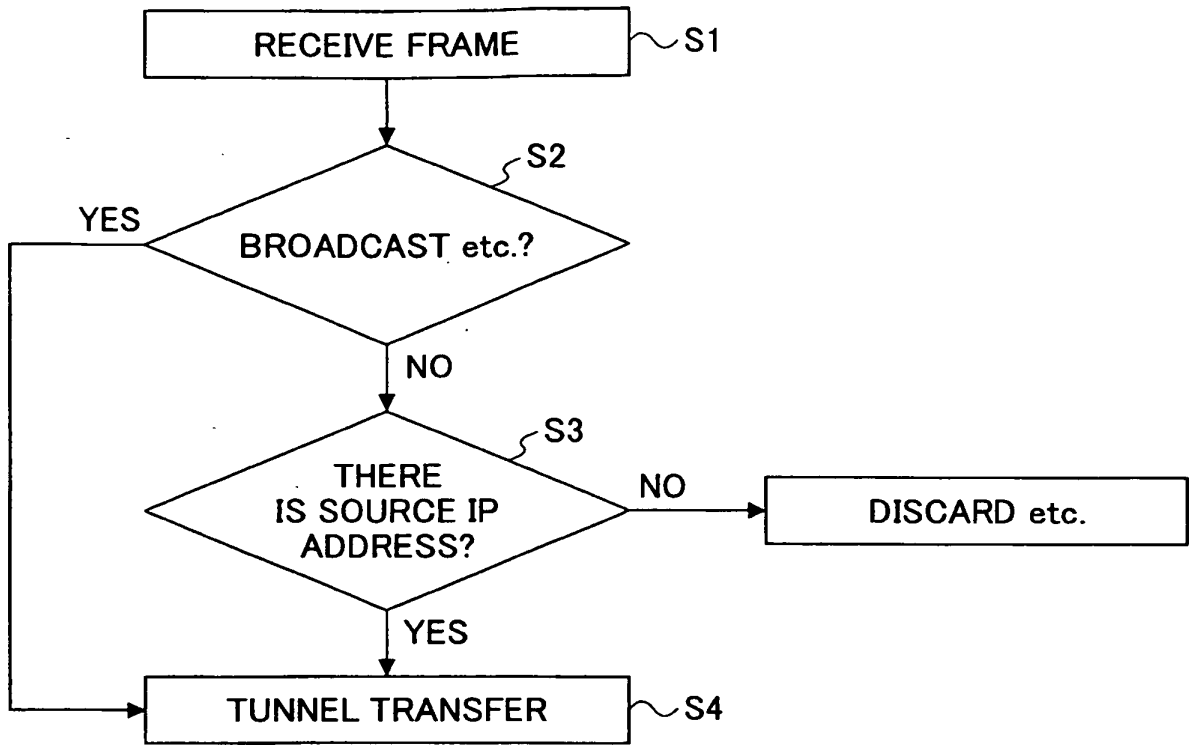 RECEIVE FRAME
S1
S2
YES
BROADCAST etc.?
NO
S3
THERE
IS SOURCE IP
ADDRESS?
NO
DISCARD etc.
YES
TUNNEL TRANSFER
S4